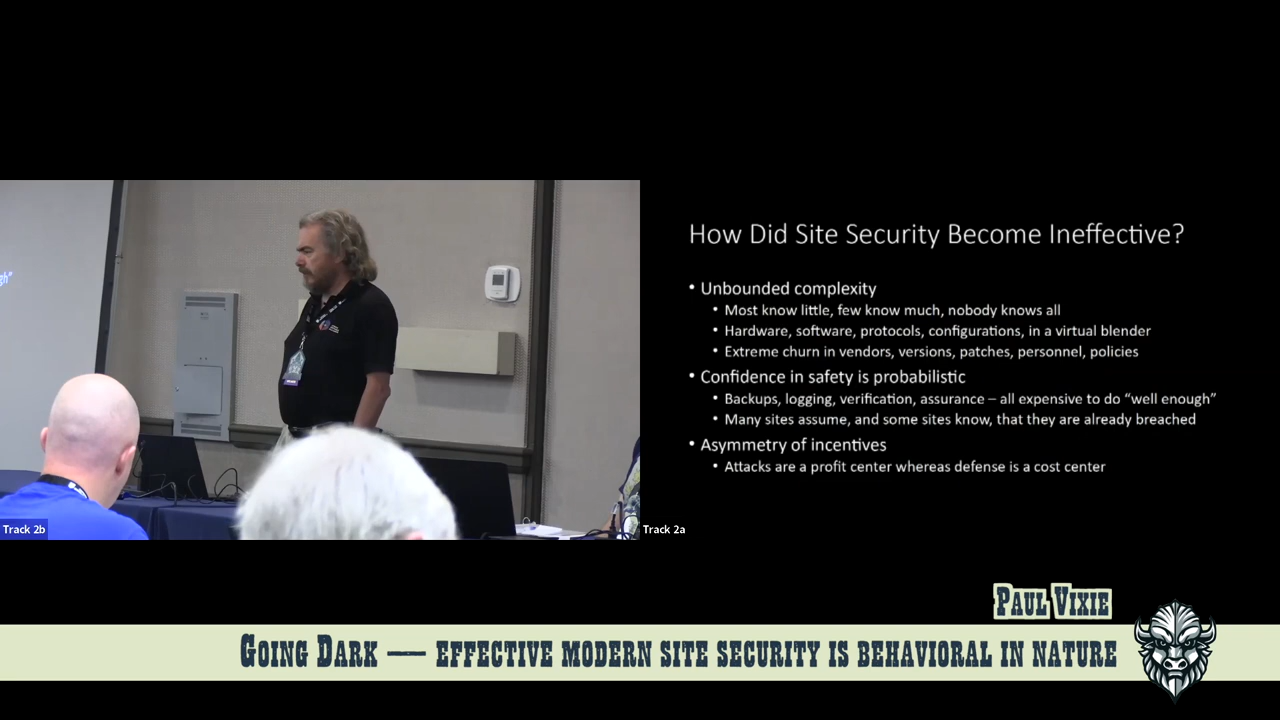 gh"
Track 2b
Track 2a
How Did Site Security Become Ineffective?
• Unbounded complexity
• Most know little, few know much, nobody knows all
• Hardware, software, protocols, configurations, in a virtual blender
• Extreme churn in vendors, versions, patches, personnel, policies
• Confidence in safety is probabilistic
• Backups, logging, verification, assurance – all expensive to do “well enough”
• Many sites assume, and some sites know, that they are already breached
• Asymmetry of incentives
• Attacks are a profit center whereas defense is a cost center
Paul Vixie
Going Dark — effective modern site security is behavioral in nature